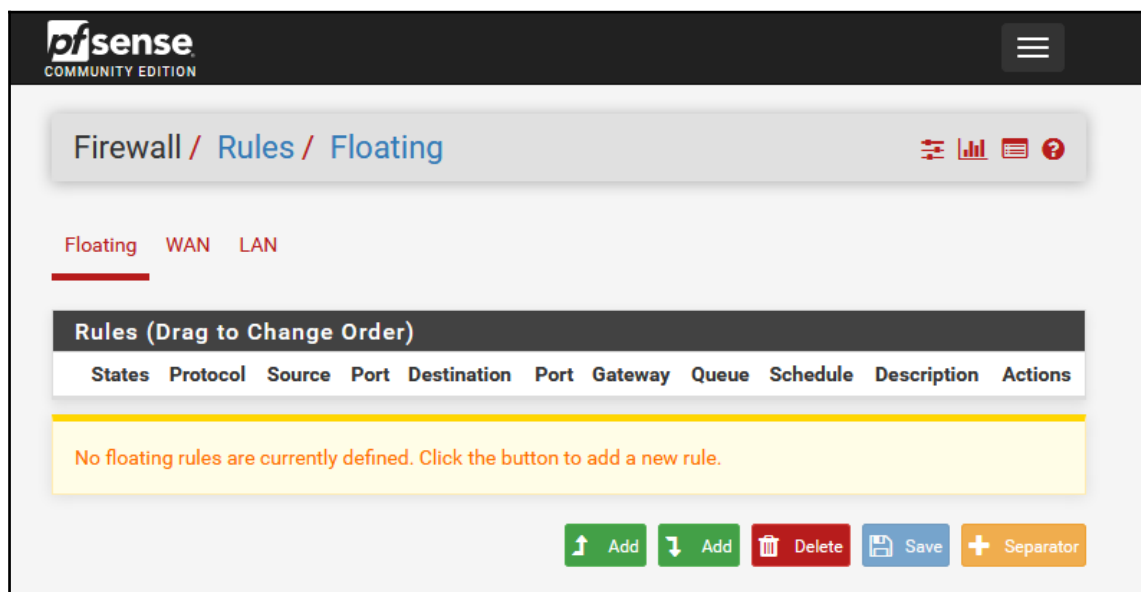 pfsense
COMMUNITY EDITION
Firewall / Rules / Floating
Floating WAN LAN
Rules (Drag to Change Order)
States Protocol Source Port Destination Port Gateway Queue Schedule Description Actions
No floating rules are currently defined. Click the button to add a new rule.
Add Add Delete Save Separator